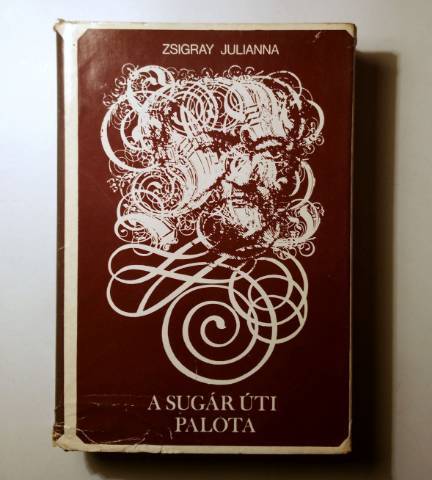 ZSIGRAY JULIANNA
A SUGÁR ÚTI
PALOTA